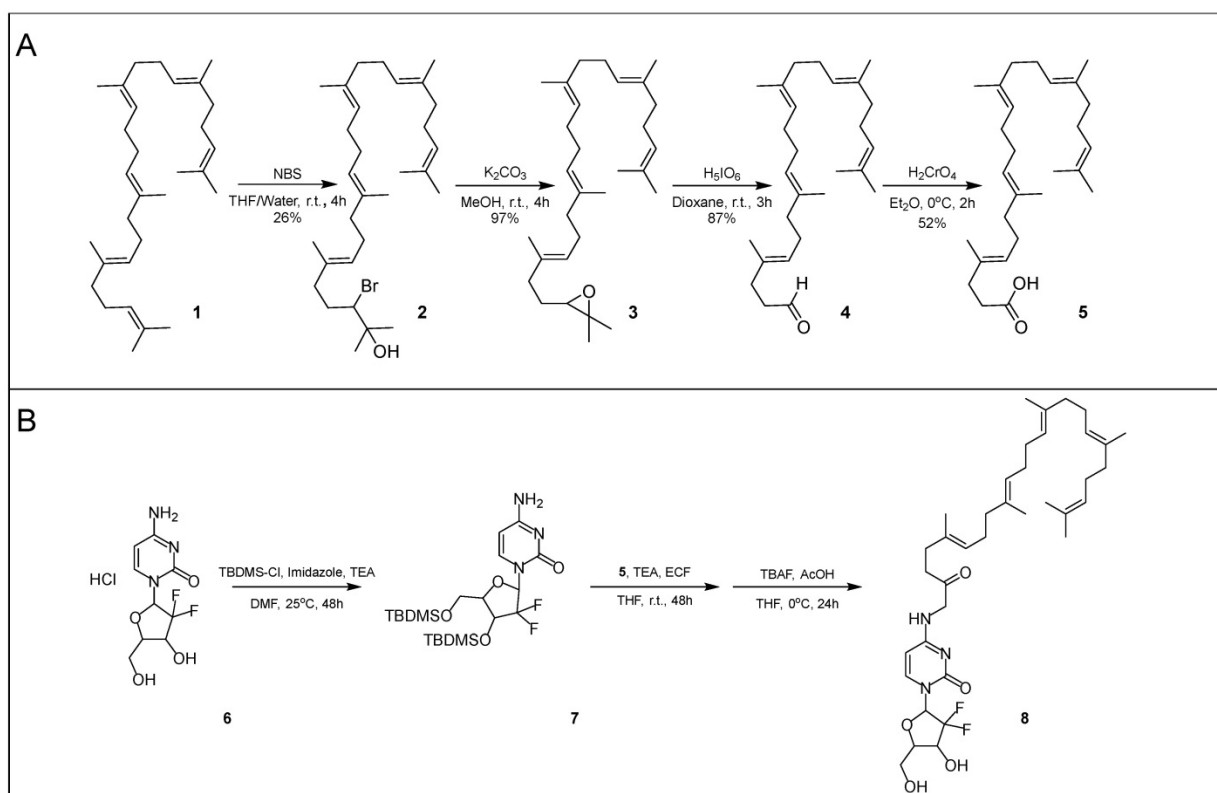 A
NBS
THF/Water, r.t., 4h
26%
K₂CO₃
MeOH, r.t., 4h
97%
H₅IO₆
Dioxane, r.t., 3h
87%
H₂CrO₄
Et₂O, 0°C, 2h
52%
Br
OH
O
H
O
OH
O
1
2
3
4
5
B
NH₂
N
N
O
HCl
O
F
F
OH
OH
6
TBDMS-Cl, Imidazole, TEA
DMF, 25°C, 48h
NH₂
N
N
O
O
TBDMSO
F
F
TBDMSO
7
5, TEA, ECF
THF, r.t., 48h
TBAF, AcOH
THF, 0°C, 24h
O
HN
N
N
O
O
F
F
OH
OH
8